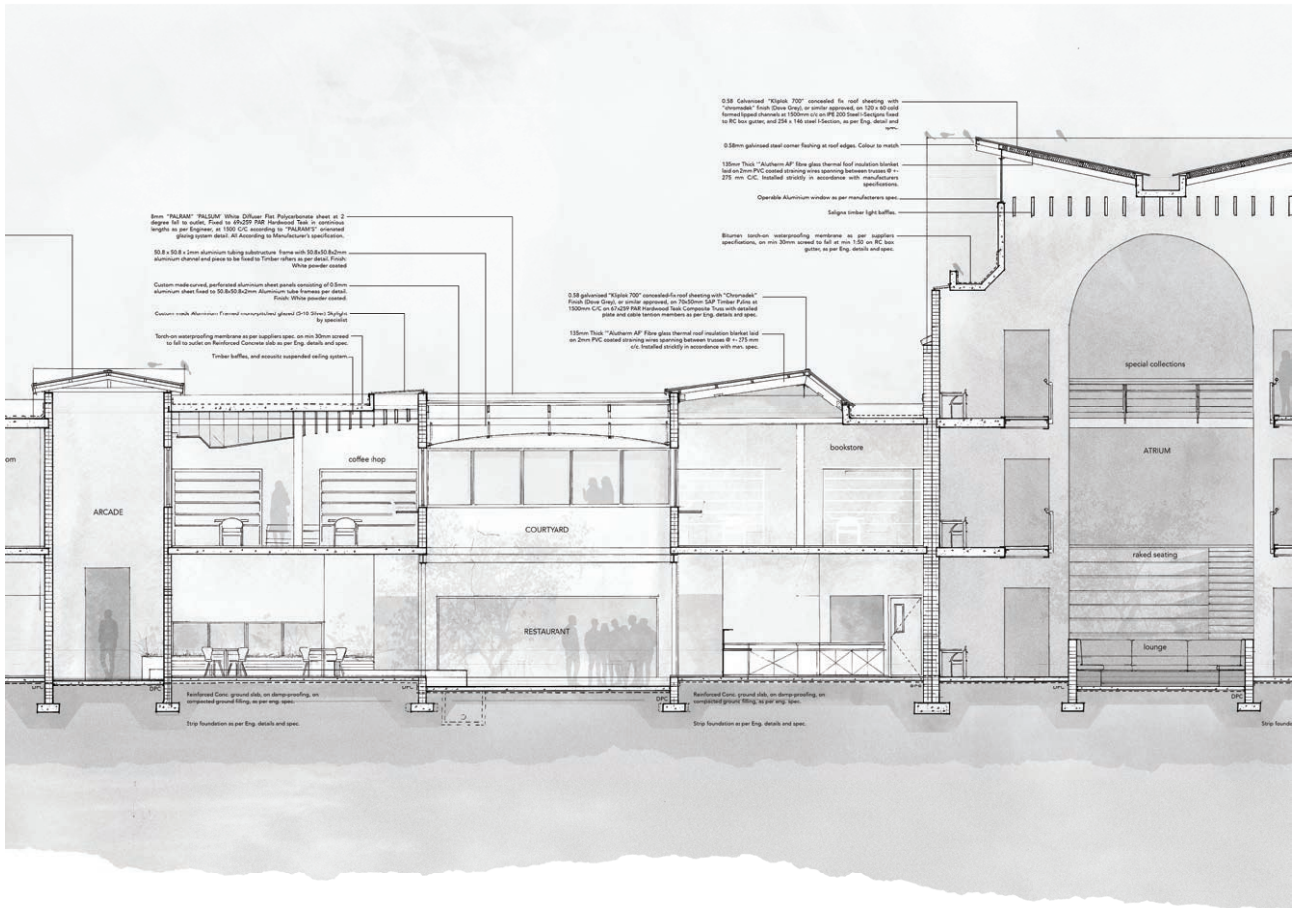 0.58 Galvanised "Kliplok 700" concealed fix roof sheeting with
"chromadek" finish (Dove Grey), or similar approved, on 120 x 60 cold
formed lipped channels at 1500mm c/c on IPE 200 Steel I-Sections fixed
to RC box gutter, and 254 x 146 steel I-Section, as per Eng. detail and
0.58mm galvinsed steel corner flashing at roof edges. Colour to match
135mm Thick '"Alutherm AF' fibre glass thermal roof insulation blanket
laid on 2mm PVC coated straining wires spanning between trusses @ +-
275 mm C/C. Installed strictly in accordance with manufacturers
specifications.
Operable Aluminium window as per manufacturers spec.
Saligna timber light baffles.
Bitumen torch-on waterproofing membrane as per suppliers
specifications, on min 30mm screed to fall at min 1:50 on RC box
gutter, as per Eng. details and spec.
8mm "PALRAM" 'PALSUM' White Diffuser Flat Polycarbonate sheet at 2
degree fall to outlet, Fixed to 69x259 PAR Hardwood Teak in continious
lengths as per Engineer, at 1500 C/C according to "PALRAM'S" orienated
glazing system detail. All According to Manufacturer's specification.
50.8 x 50.8 x 2mm aluminium tubing substructure frame with 50.8x50.8x2mm
aluminium channel end piece to be fixed to Timber rafters as per detail. Finish:
White powder coated
Custom made curved, perforated aluminium sheet panels consisting of 0.5mm
aluminium sheet fixed to 50.8x50.8x2mm Aluminium tube framess per detail.
Finish: White powder coated.
Custom made Aluminium Framed monopitched glazed (S-10 Silver) Skylight
by specialist
Torch-on waterproofing membrane as per suppliers spec. on min 30mm screed
to fall to outlet on Reinforced Concrete slab as per Eng. details and spec.
Timber baffles, and acoustic suspended ceiling system
0.58 galvanised "Kliplok 700" concealed-fix roof sheeting with "Chromadek"
Finish (Dove Grey), or similar approved, on 70x50mm SAP Timber Pulins at
1500mm C/C on 67x259 PAR Hardwood Teak Composite Truss with detailed
plate and cable tension members as per Eng. details and spec.
135mm Thick '"Alutherm AF' Fibre glass thermal roof insulation blanket laid
on 2mm PVC coated straining wires spanning between trusses @ +- 275 mm
c/c. Installed strictly in accordance with man. spec.
special collections
om
coffee shop
bookstore
ATRIUM
ARCADE
COURTYARD
raked seating
RESTAURANT
lounge
DPC
DPC
DPC
Reinforced Conc. ground slab, on damp-proofing, on
compacted ground filling, as per eng. spec.
Strip foundation as per Eng. details and spec.
Reinforced Conc. ground slab, on damp-proofing, on
compacted ground filling, as per eng. spec.
Strip foundation as per Eng. details and spec.
Strip founda